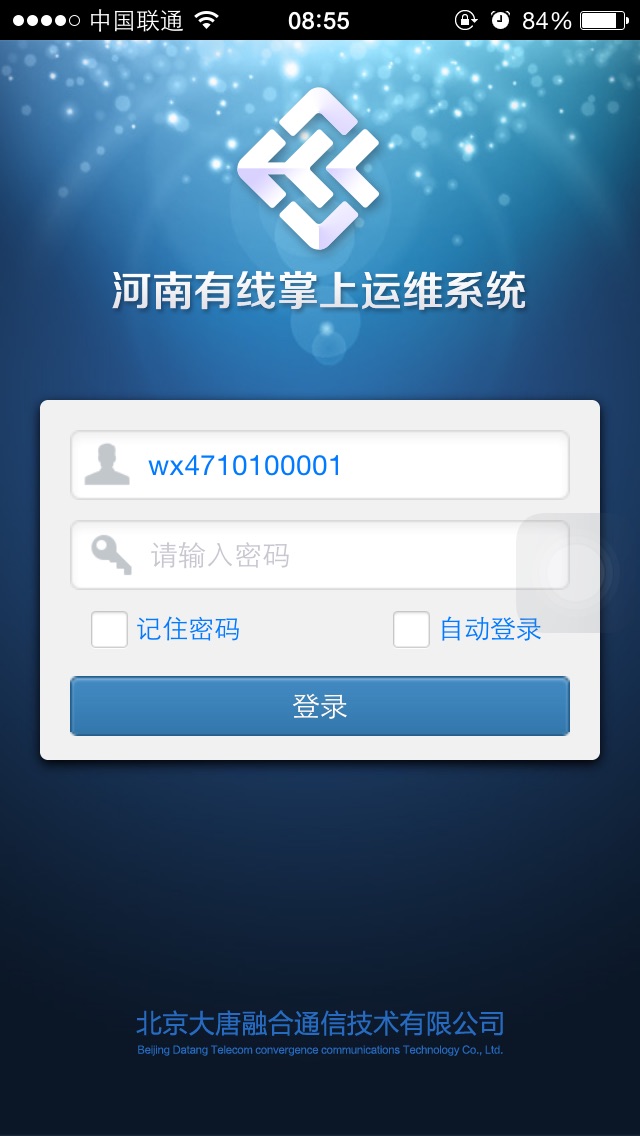 中国联通 08:55 84%
河南有线掌上运维系统
wx4710100001
请输入密码
记住密码 自动登录
登录
北京大唐融合通信技术有限公司
Beijing Datang Telecom convergence communications Technology Co., Ltd.